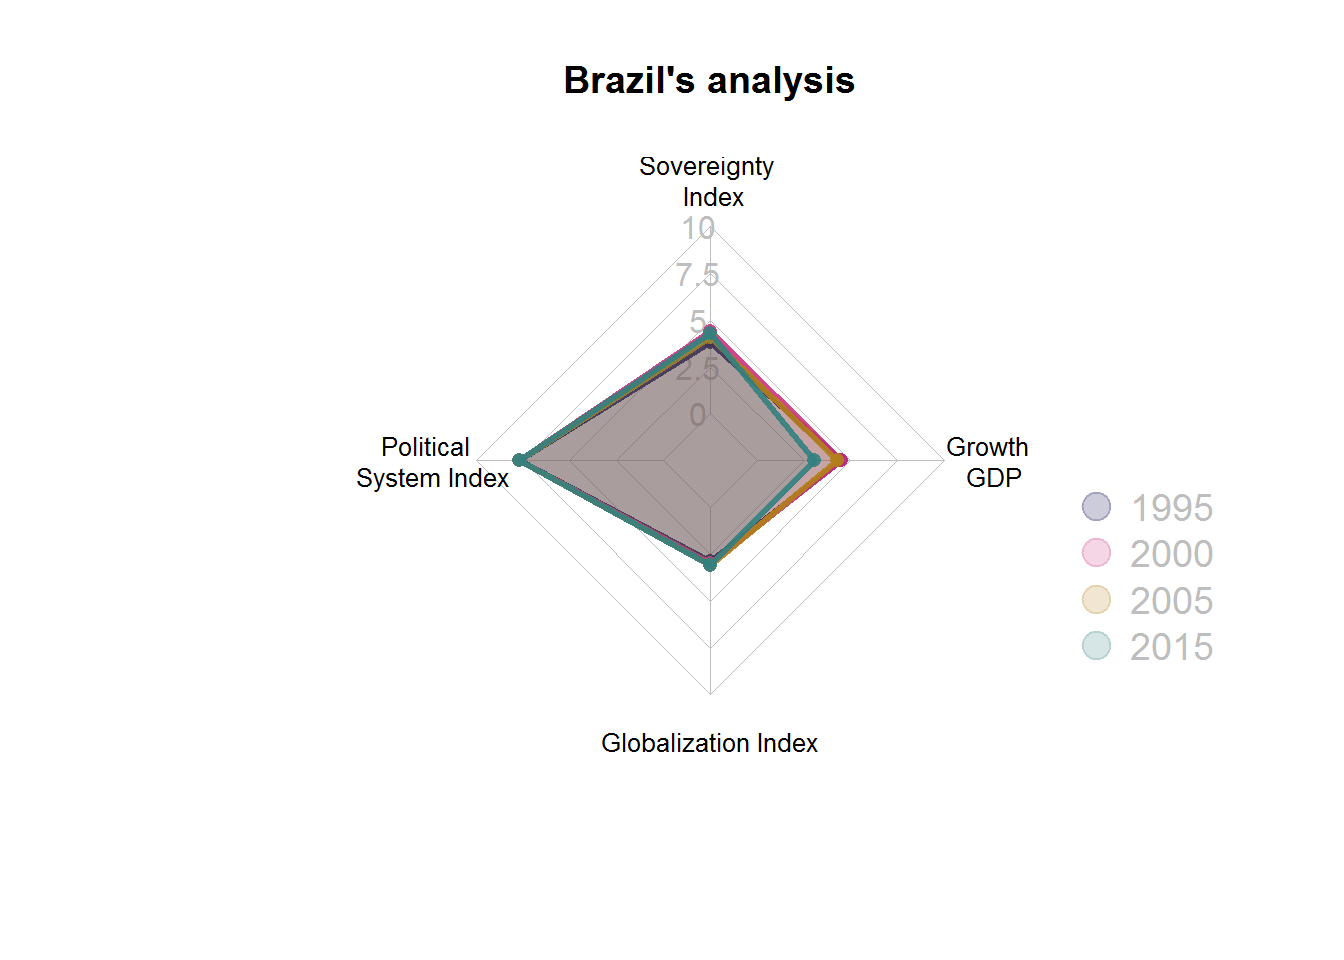 Brazil's analysis
Sovereignty
Index
10
7.5
5
2.5
0
Political
System Index
Growth
GDP
Globalization Index
1995
2000
2005
2015